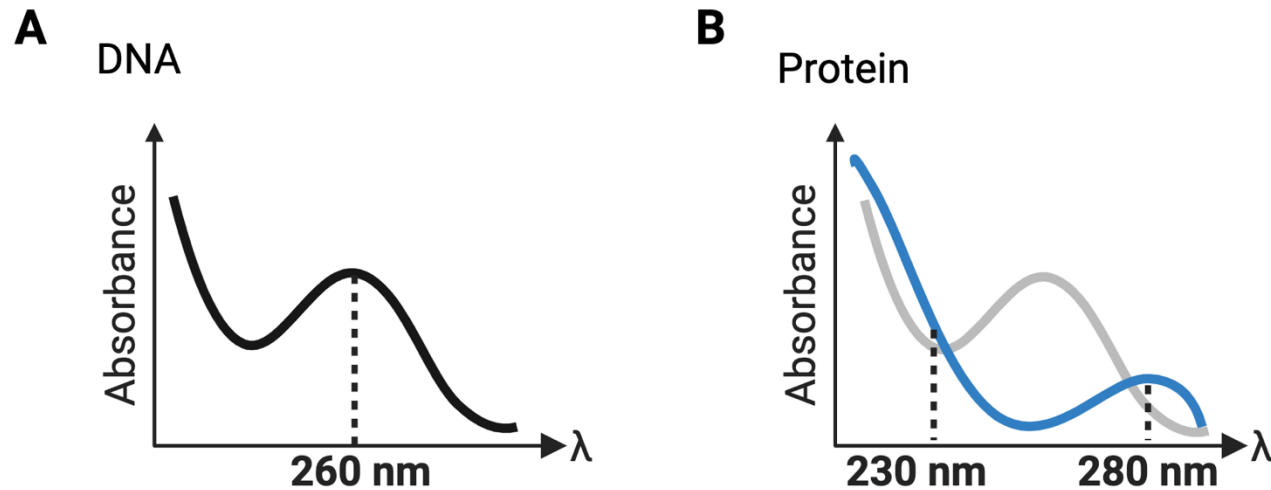 A
DNA
Absorbance
λ
260 nm
B
Protein
Absorbance
λ
230 nm
280 nm